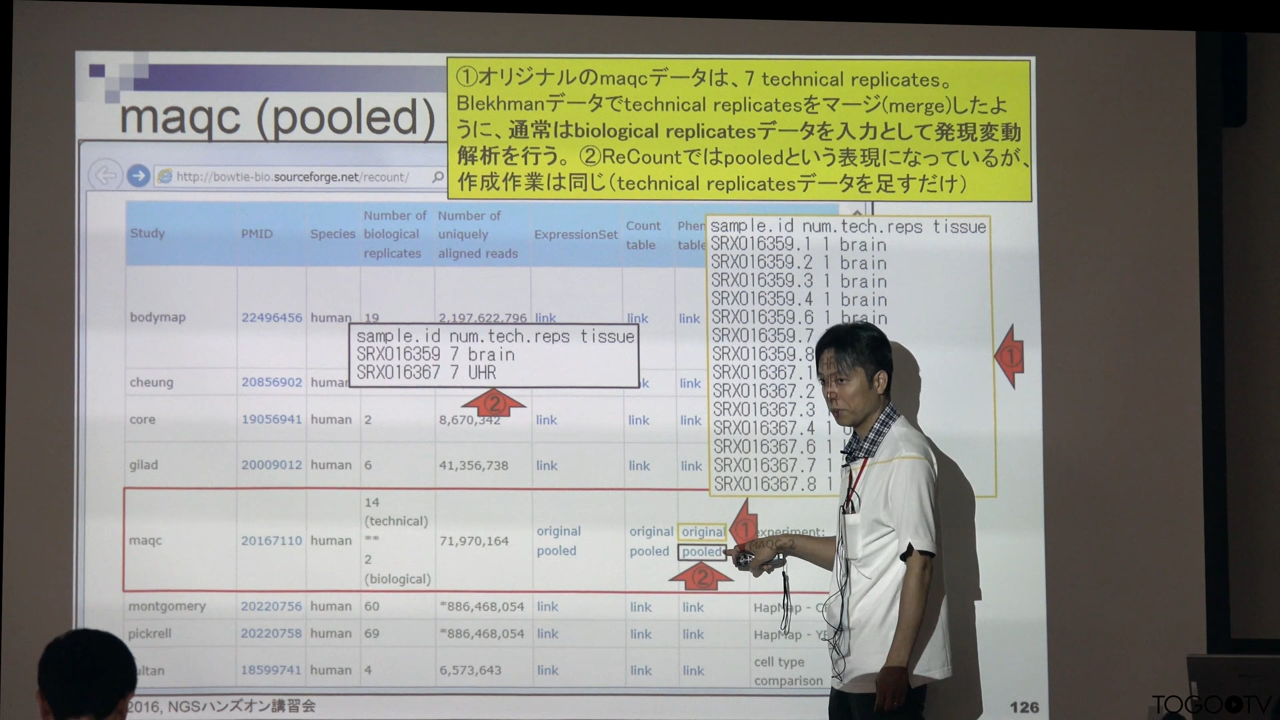 maqc (pooled)
①オリジナルのmaqcデータは、7 technical replicates。
Blekhmanデータでtechnical replicatesをマージ(merge)したよ
うに、通常はbiological replicatesデータを入力として発現変動
解析を行う。②ReCountではpooledという表現になっているが、
作成作業は同じ（technical replicatesデータを足すだけ）
http://bowtie-bio.sourceforge.net/recount/
Study PMID Species Number of biological replicates Number of uniquely aligned reads ExpressionSet Count table table
sample.id num.tech.reps tissue
SRX016359.1 1 brain
SRX016359.2 1 brain
SRX016359.3 1 brain
SRX016359.4 1 brain
SRX016359.6 1 brain
SRX016359.7
SRX016359.8
SRX016367.1
SRX016367.2
SRX016367.3
SRX016367.4 1
SRX016367.6 1
SRX016367.7 1
SRX016367.8 1
①
bodymap 22496456 human 19 2,197,622,796 link link link
sample.id num.tech.reps tissue
SRX016359 7 brain
SRX016367 7 UHR
②
cheung 20856902 link
core 19056941 human 2 8,670,342 link link link
gilad 20009012 human 6 41,356,738 link link link
maqc 20167110 human 14 (technical) ** 2 (biological) 71,970,164 original pooled original pooled original pooled experiment:
①
②
montgomery 20220756 human 60 *886,468,054 link link link HapMap -
pickrell 20220758 human 69 *886,468,054 link link link HapMap -
18599741 human 4 6,573,643 link link link cell type comparison
2016, NGSハンズオン講習会
126
TOGOTV